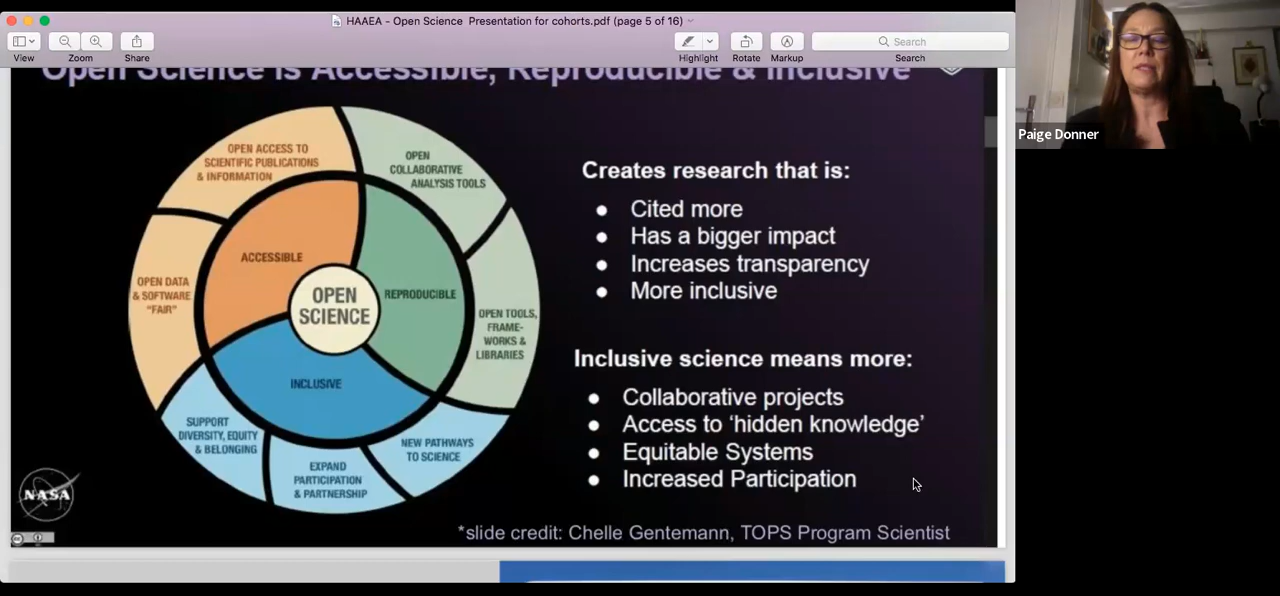 HAAEA - Open Science Presentation for cohorts.pdf (page 5 of 16)
View
Zoom
Share
Highlight
Rotate
Markup
Search
Search
Open Science is Accessible, Reproducible & Inclusive
OPEN ACCESS TO
SCIENTIFIC PUBLICATIONS
& INFORMATION
OPEN
COLLABORATIVE
ANALYSIS TOOLS
ACCESSIBLE
OPEN DATA
& SOFTWARE
"FAIR"
OPEN
SCIENCE
REPRODUCIBLE
OPEN TOOLS,
FRAME-
WORKS &
LIBRARIES
INCLUSIVE
SUPPORT
DIVERSITY, EQUITY
& BELONGING
EXPAND
PARTICIPATION
& PARTNERSHIP
NEW PATHWAYS
TO SCIENCE
NASA
Creates research that is:
● Cited more
● Has a bigger impact
● Increases transparency
● More inclusive
Inclusive science means more:
● Collaborative projects
● Access to ‘hidden knowledge’
● Equitable Systems
● Increased Participation
*slide credit: Chelle Gentemann, TOPS Program Scientist
Paige Donner